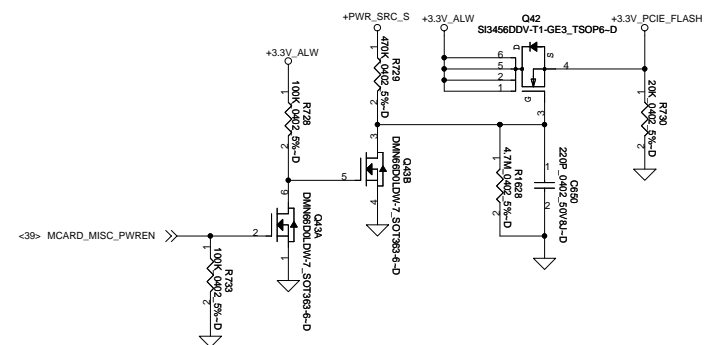 +PWR_SRC_S
+3.3V_ALW
Q42
SI3456DDV-T1-GE3_TSOP6~D
+3.3V_PCIE_FLASH
+3.3V_ALW
1
R729
470K_0402_5%~D
2
D
S
6
5
2
1
4
G
3
1
R728
100K_0402_5%~D
2
1
R730
20K_0402_5%~D
2
3
5
Q43B
DMN66D0LDW-7_SOT363-6~D
4
1
R1628
4.7M_0402_5%~D
2
1
C650
220P_0402_50V8J~D
2
6
<39> MCARD_MISC_PWREN
2
Q43A
DMN66D0LDW-7_SOT363-6~D
1
1
R733
100K_0402_5%~D
2